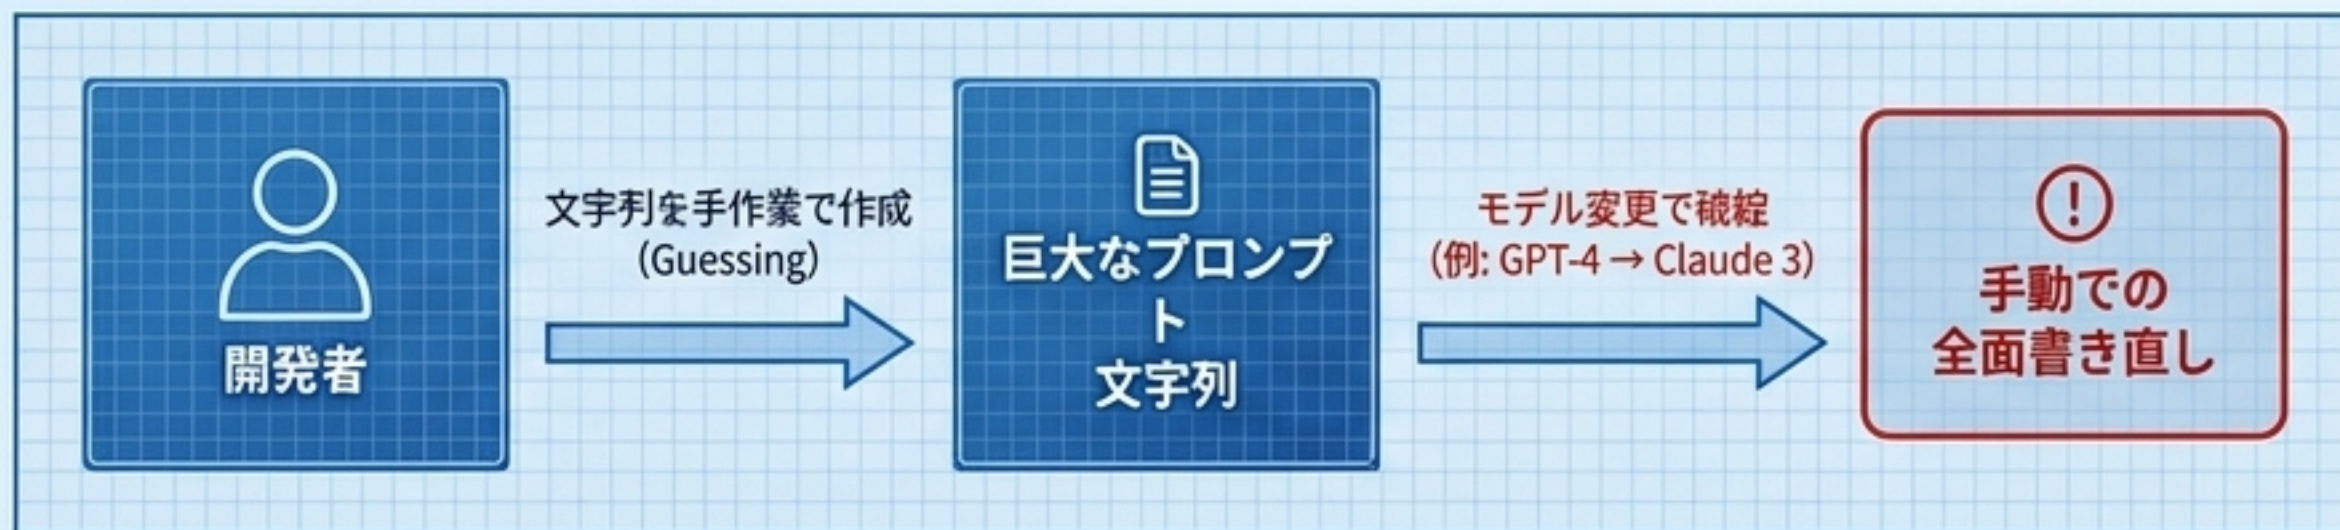 開発者
文字列を手作業で作成
(Guessing)
巨大なプロンプ
ト
文字列
モデル変更で破綻
(例: GPT-4 → Claude 3)
手動での
全面書き直し